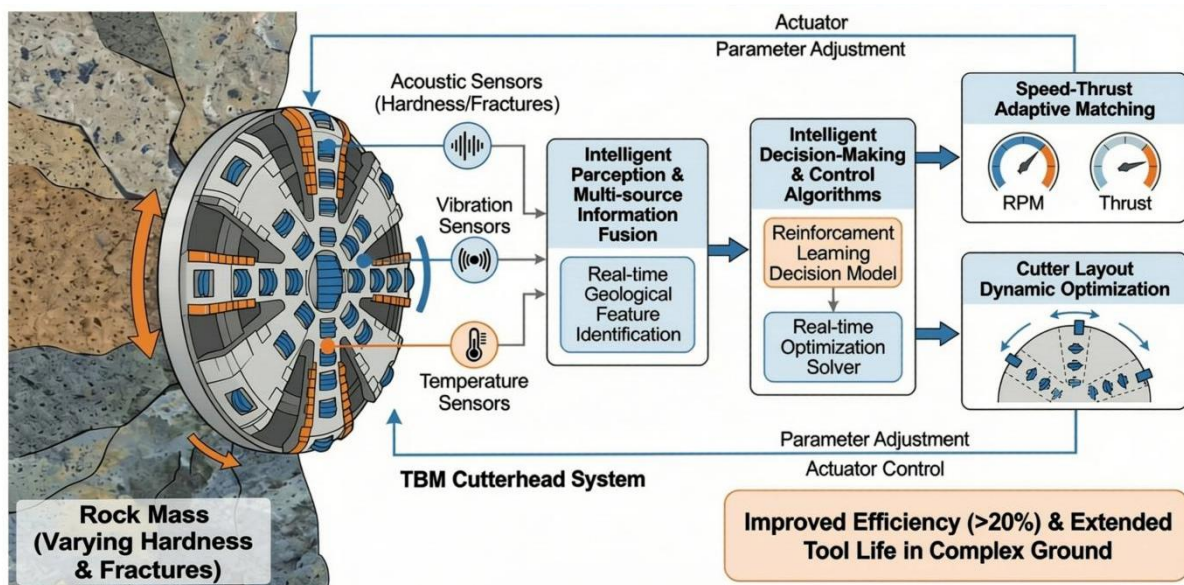 Actuator
Parameter Adjustment
Acoustic Sensors
(Hardness/Fractures)
Vibration
Sensors
Temperature
Sensors
Intelligent
Perception &
Multi-source
Information
Fusion
Real-time
Geological
Feature
Identification
Intelligent
Decision-Making
& Control
Algorithms
Reinforcament
Learning
Decision Model
Real-time
Optimization
Solver
Speed-Thrust
Adaptive Matching
RPM
Thrust
Cutter Layout
Dynamic Optimization
Parameter Adjustment
Actuator Control
TBM Cutterhead System
Rock Mass
(Varying Hardness
& Fractures)
Improved Efficiency (>20%) & Extended
Tool Life in Complex Ground